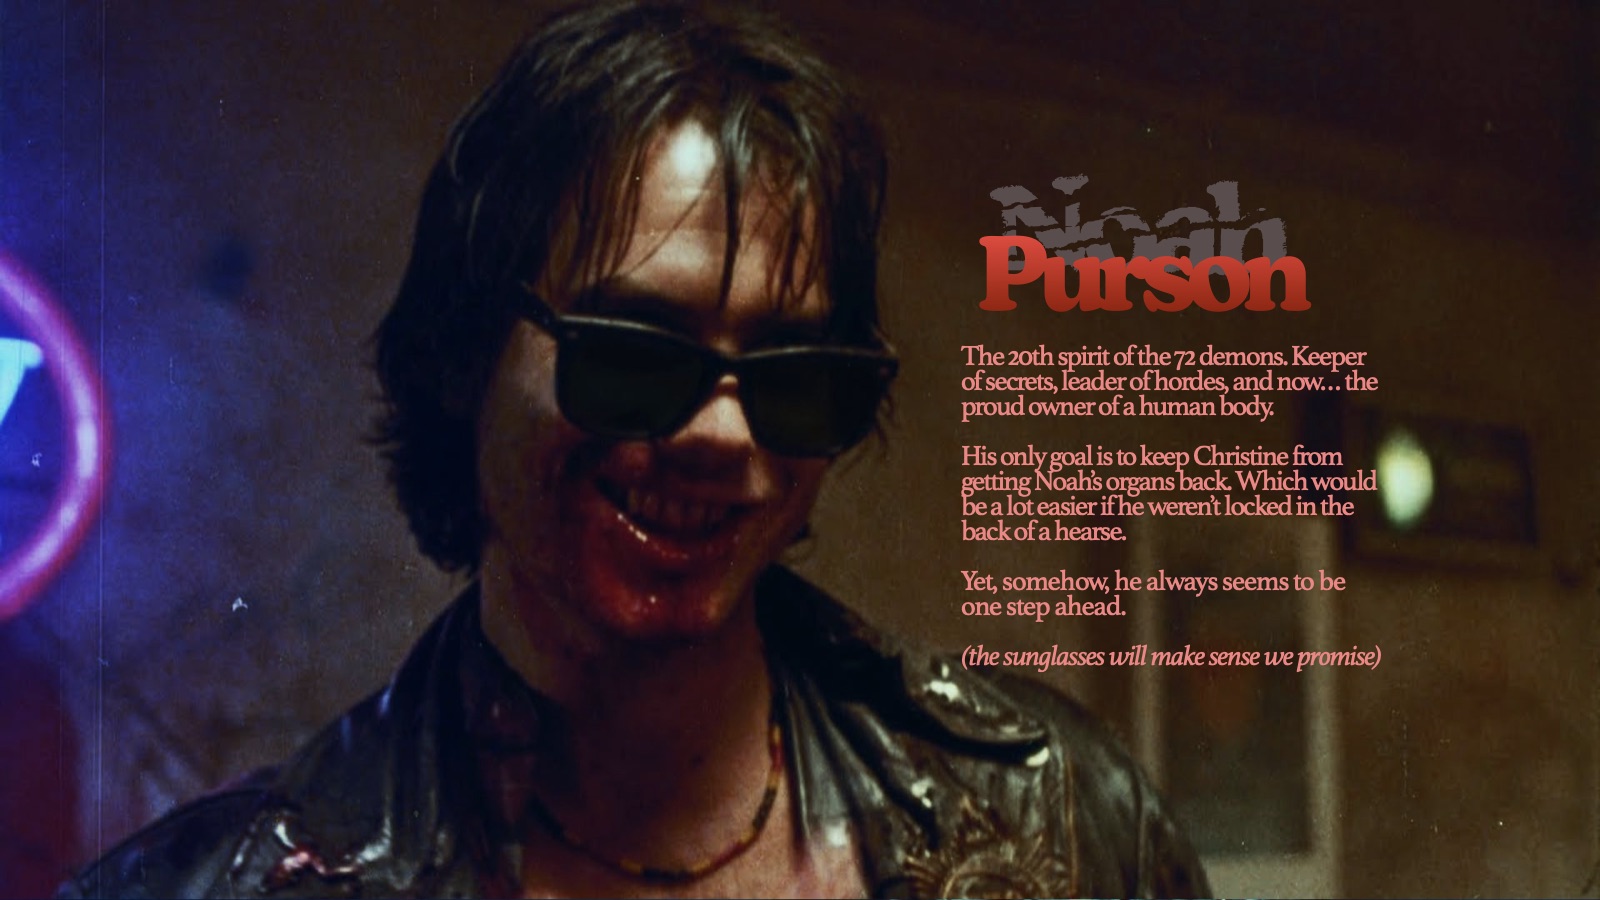 Noah
Purson
The 20th spirit of the 72 demons. Keeper
of secrets, leader of hordes, and now… the
proud owner of a human body.
His only goal is to keep Christine from
getting Noah's organs back. Which would
be a lot easier if he weren't locked in the
back of a hearse.
Yet, somehow, he always seems to be
one step ahead.
(the sunglasses will make sense we promise)